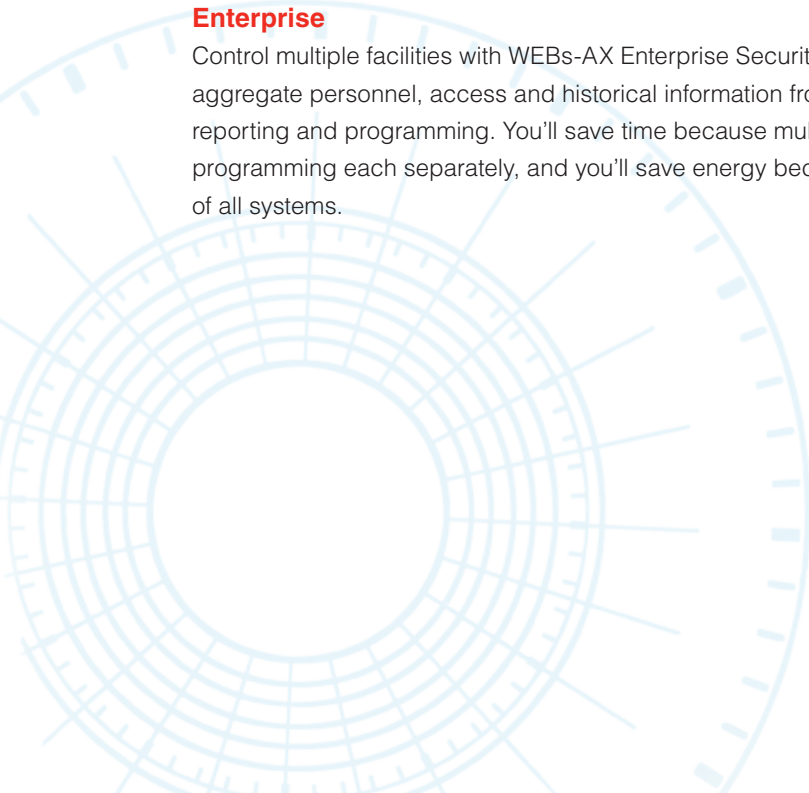 Enterprise
Control multiple facilities with WEBs-AX Enterprise Securit
aggregate personnel, access and historical information fro
reporting and programming. You'll save time because mul
programming each separately, and you'll save energy bec
of all systems.